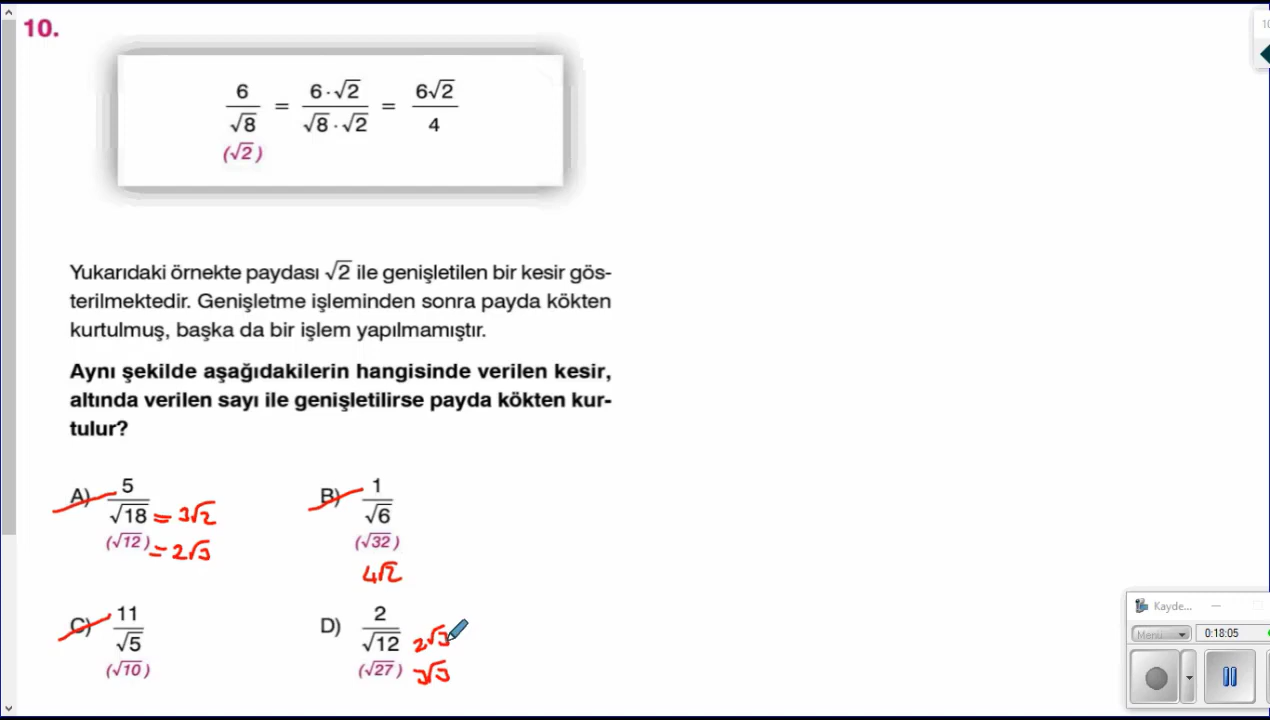 10.
6/√8 = 6·√2/√8·√2 = 6√2/4
(√2)
Yukarıdaki örnekte paydası √2 ile genişletilen bir kesir gös-
terilmektedir. Genişletme işleminden sonra payda kökten
kurtulmuş, başka da bir işlem yapılmamıştır.
Aynı şekilde aşağıdakilerin hangisinde verilen kesir,
altında verilen sayı ile genişletilirse payda kökten kur-
tulur?
A) 5/√18 = 3√2
(√12) = 2√3
B) 1/√6
(√32)
4√2
C) 11/√5
(√10)
D) 2/√12 2√3
(√27) 3√3
10
Kayde...
Menü
0:18:05